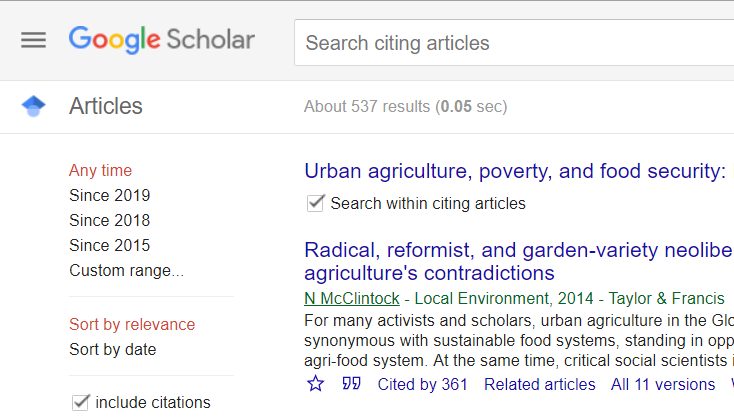 Google Scholar
Search citing articles
Articles
About 537 results (0.05 sec)
Any time
Since 2019
Since 2018
Since 2015
Custom range...
Sort by relevance
Sort by date
include citations
Urban agriculture, poverty, and food security:
Search within citing articles
Radical, reformist, and garden-variety neolibe
agriculture's contradictions
N McClintock - Local Environment, 2014 - Taylor & Francis
For many activists and scholars, urban agriculture in the Glo
synonymous with sustainable food systems, standing in opp
agri-food system. At the same time, critical social scientists i
Cited by 361 Related articles All 11 versions